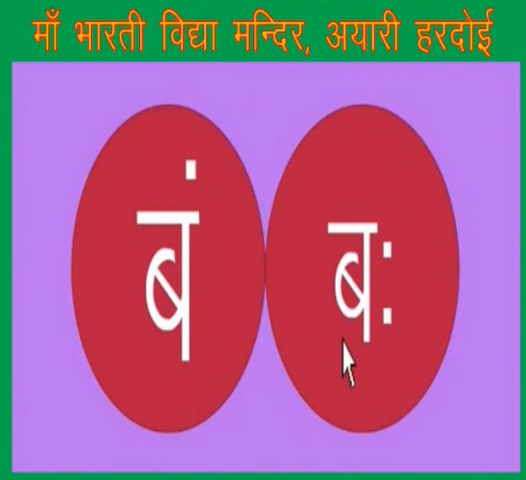 माँ भारती विद्या मन्दिर, अयारी हरदोई
बं बः